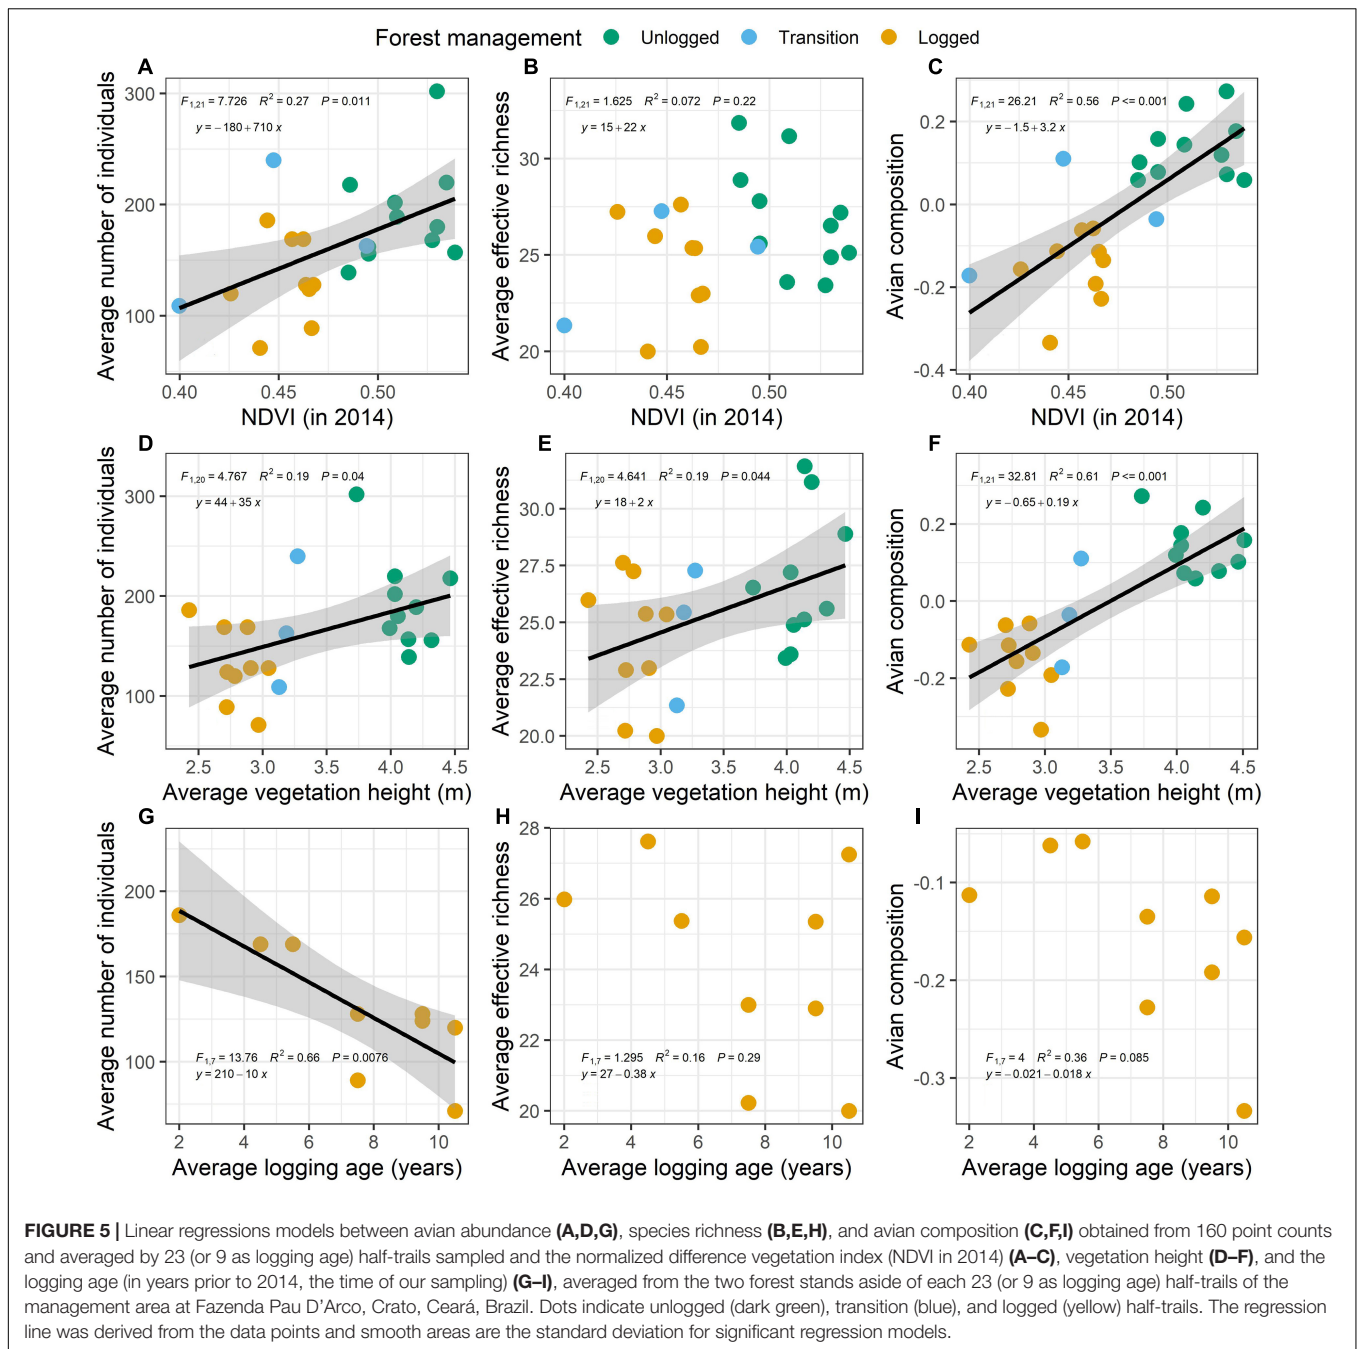 Forest management Unlogged Transition Logged
A
Average number of individuals
300
200
100
F1,21 = 7.726 R2 = 0.27 P = 0.011
y = −180 + 710 x
0.40 0.45 0.50
NDVI (in 2014)
B
Average effective richness
30
25
20
F1,21 = 1.625 R2 = 0.072 P = 0.22
y = 15 + 22 x
0.40 0.45 0.50
NDVI (in 2014)
C
Avian composition
0.2
0.0
-0.2
-0.4
F1,21 = 26.21 R2 = 0.56 P <= 0.001
y = −1.5 + 3.2 x
0.40 0.45 0.50
NDVI (in 2014)
D
Average number of individuals
300
200
100
F1,20 = 4.767 R2 = 0.19 P = 0.04
y = 44 + 35 x
2.5 3.0 3.5 4.0 4.5
Average vegetation height (m)
E
Average effective richness
30.0
27.5
25.0
22.5
20.0
F1,20 = 4.641 R2 = 0.19 P = 0.044
y = 18 + 2 x
2.5 3.0 3.5 4.0 4.5
Average vegetation height (m)
F
Avian composition
0.2
0.0
-0.2
F1,21 = 32.81 R2 = 0.61 P <= 0.001
y = −0.65 + 0.19 x
2.5 3.0 3.5 4.0 4.5
Average vegetation height (m)
G
Average number of individuals
200
150
100
F1,7 = 13.76 R2 = 0.66 P = 0.0076
y = 210 − 10 x
2 4 6 8 10
Average logging age (years)
H
Average effective richness
28
26
24
22
20
F1,7 = 1.295 R2 = 0.16 P = 0.29
y = 27 − 0.38 x
2 4 6 8 10
Average logging age (years)
I
Avian composition
-0.1
-0.2
-0.3
F1,7 = 4 R2 = 0.36 P = 0.085
y = −0.021 − 0.018 x
2 4 6 8 10
Average logging age (years)
FIGURE 5 | Linear regressions models between avian abundance (A,D,G), species richness (B,E,H), and avian composition (C,F,I) obtained from 160 point counts
and averaged by 23 (or 9 as logging age) half-trails sampled and the normalized difference vegetation index (NDVI in 2014) (A–C), vegetation height (D–F), and the
logging age (in years prior to 2014, the time of our sampling) (G–I), averaged from the two forest stands aside of each 23 (or 9 as logging age) half-trails of the
management area at Fazenda Pau D'Arco, Crato, Ceará, Brazil. Dots indicate unlogged (dark green), transition (blue), and logged (yellow) half-trails. The regression
line was derived from the data points and smooth areas are the standard deviation for significant regression models.